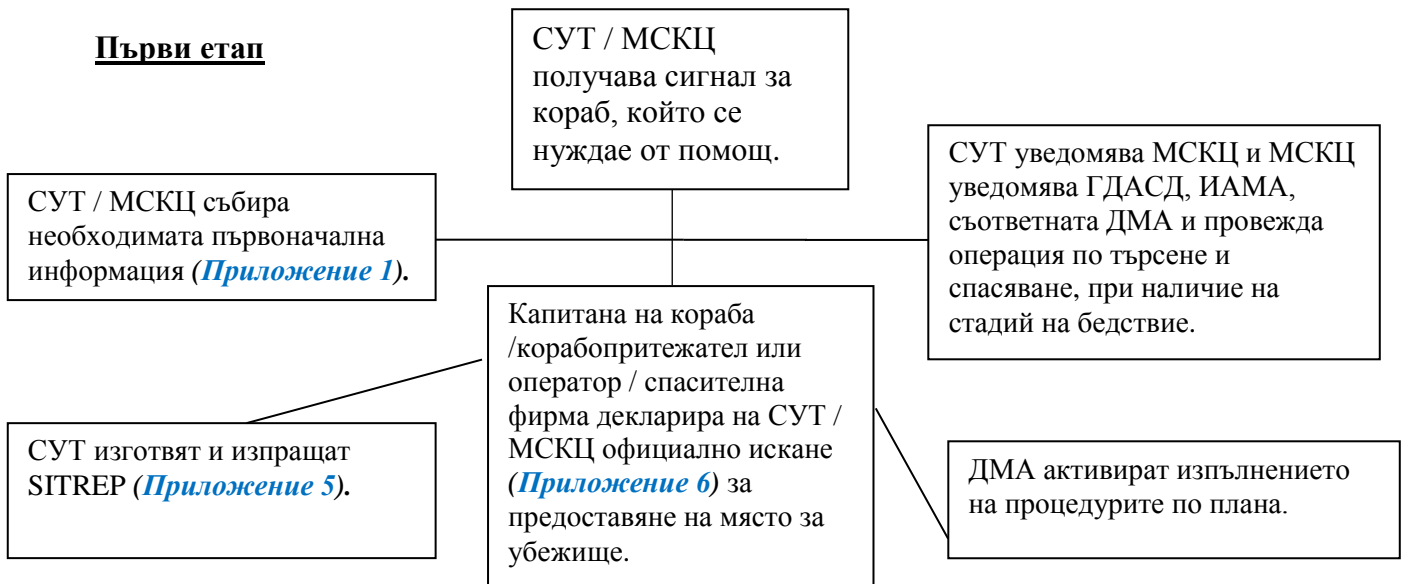 Първи етап
СУТ / МСКЦ
получава сигнал за
кораб, който се
нуждае от помощ.
СУТ / МСКЦ събира
необходимата първоначална
информация (Приложение 1).
СУТ уведомява МСКЦ и МСКЦ
уведомява ГДАСД, ИАМА,
съответната ДМА и провежда
операция по търсене и
спасяване, при наличие на
стадий на бедствие.
Капитана на кораба
/корабопритежател или
оператор / спасителна
фирма декларира на СУТ /
МСКЦ официално искане
(Приложение 6) за
предоставяне на място за
убежище.
СУТ изготвят и изпращат
SITREP (Приложение 5).
ДМА активират изпълнението
на процедурите по плана.